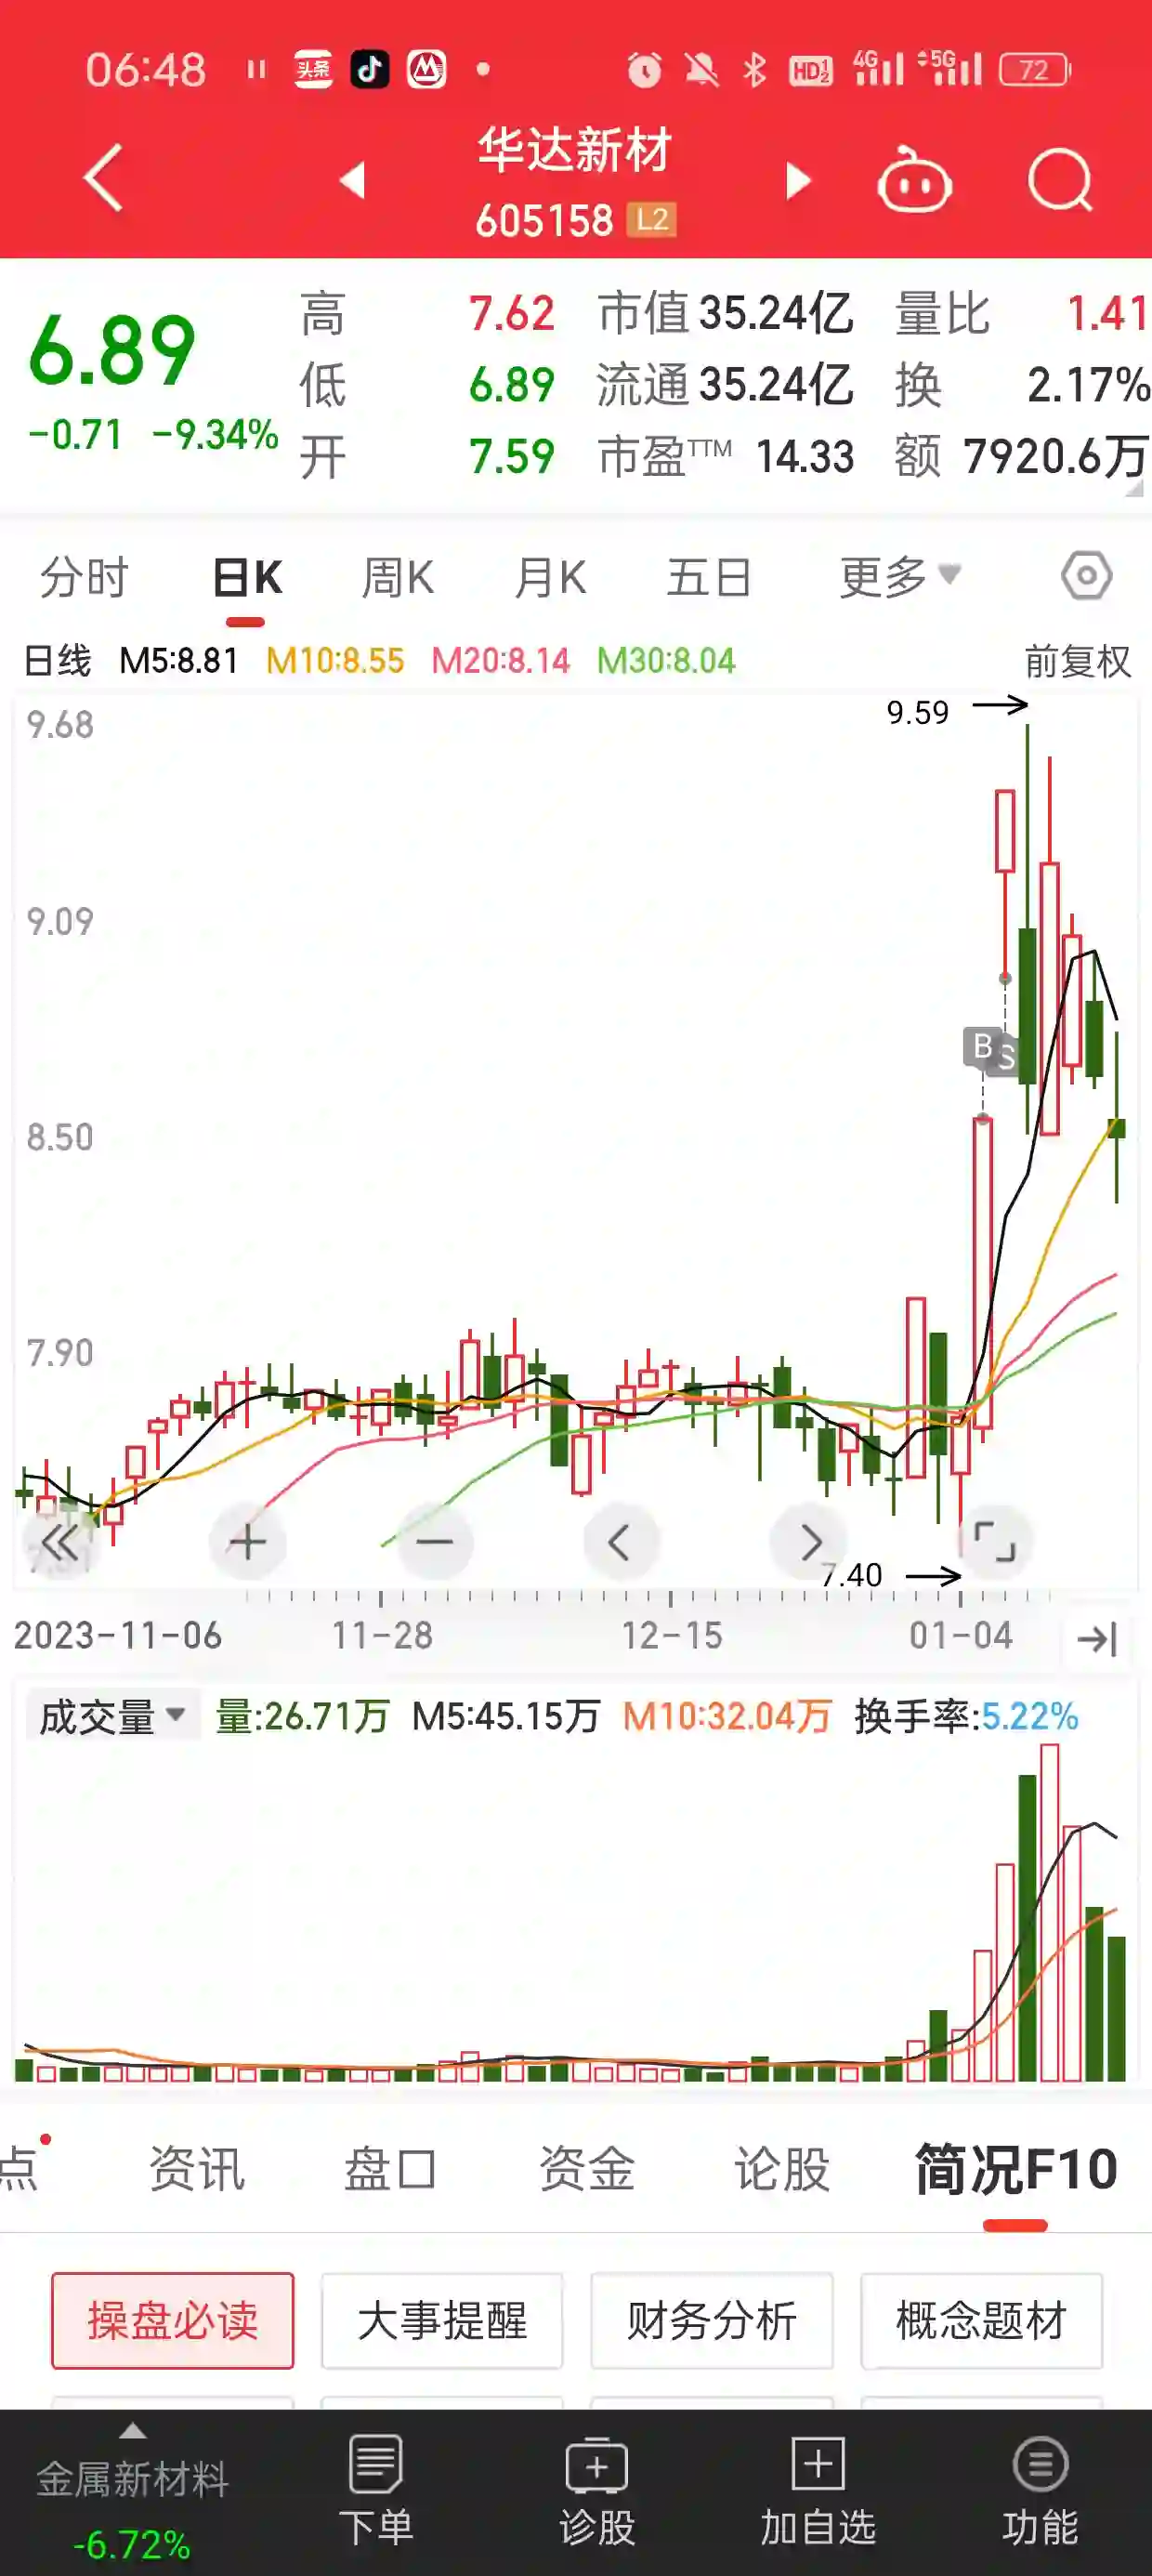 06:48 头条 HD12 4G 5G 72
华达新材
605158 L2
6.89
-0.71 -9.34%
高 7.62 市值 35.24亿 量比 1.41
低 6.89 流通 35.24亿 换 2.17%
开 7.59 市盈TTM 14.33 额 7920.6万
分时 日K 周K 月K 五日 更多
日线 M5:8.81 M10:8.55 M20:8.14 M30:8.04 前复权
9.68
9.59
9.09
B S
8.50
7.90
7.40
2023-11-06 11-28 12-15 01-04
成交量 量:26.71万 M5:45.15万 M10:32.04万 换手率:5.22%
点 资讯 盘口 资金 论股 简况F10
操盘必读 大事提醒 财务分析 概念题材
金属新材料 下单 诊股 加自选 功能
-6.72%